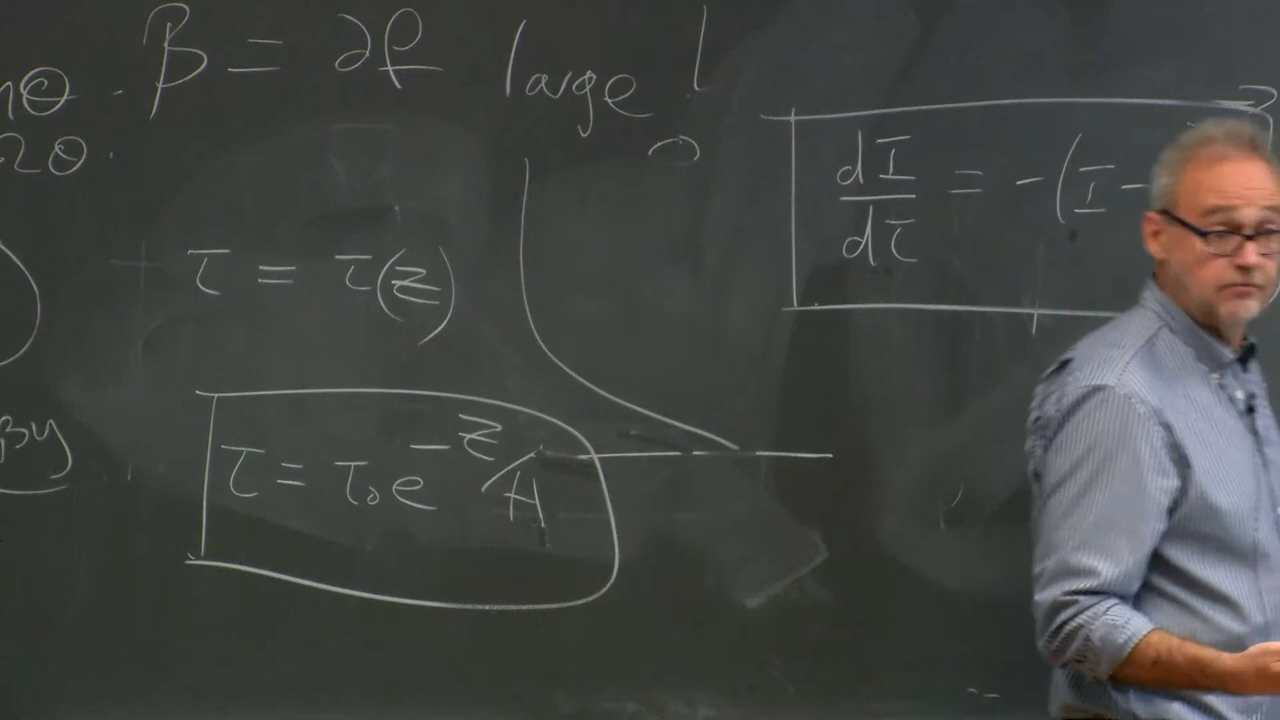 β = ∂f large!
20.
τ = τ(z)
dI/dτ = -(I-
By
τ = τ₀e^{-z/H}